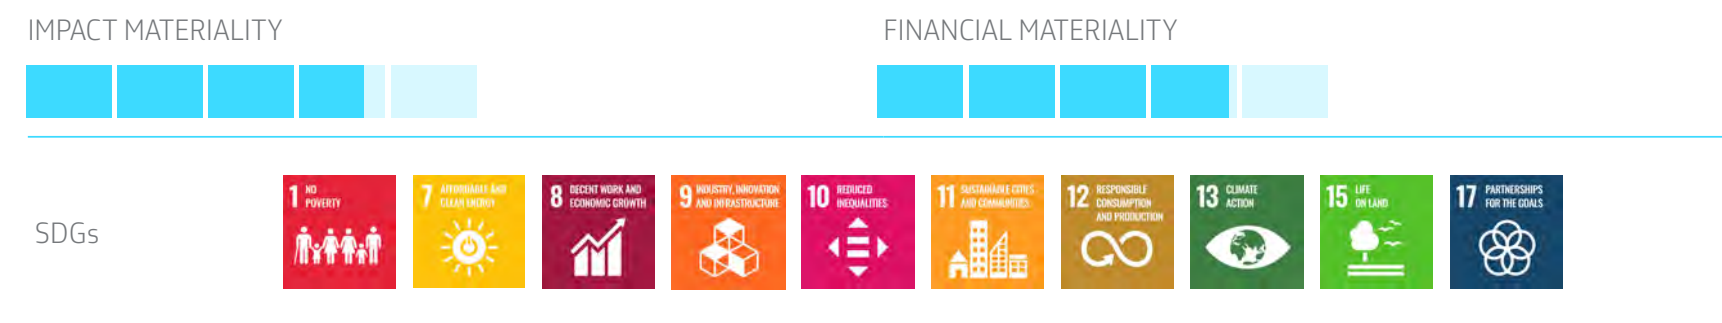 IMPACT MATERIALITY
FINANCIAL MATERIALITY
SDGs
1 NO
POVERTY
7 AFFORDABLE AND
CLEAN ENERGY
8 DECENT WORK AND
ECONOMIC GROWTH
9 INDUSTRY, INNOVATION
AND INFRASTRUCTURE
10 REDUCED
INEQUALITIES
11 SUSTAINABLE CITIES
AND COMMUNITIES
12 RESPONSIBLE
CONSUMPTION
AND PRODUCTION
13 CLIMATE
ACTION
15 LIFE
ON LAND
17 PARTNERSHIPS
FOR THE GOALS